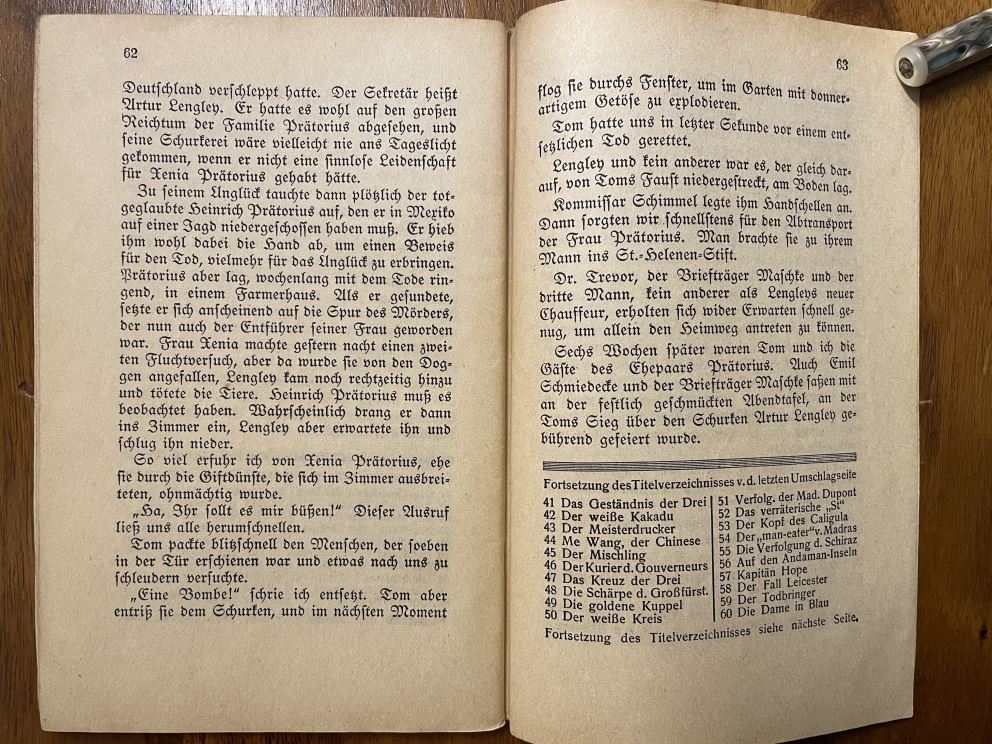 62
Deutschland verschleppt hatte. Der Sekretär heißt
Artur Lengley. Er hatte es wohl auf den großen
Reichtum der Familie Prätorius abgesehen, und
seine Schurkerei wäre vielleicht nie ans Tageslicht
gekommen, wenn er nicht eine sinnlose Leidenschaft
für Xenia Prätorius gehabt hätte.
Zu seinem Unglück tauchte dann plötzlich der tot-
geglaubte Heinrich Prätorius auf, den er in Mexiko
auf einer Jagd niedergeschossen haben muß. Er hieb
ihm wohl dabei die Hand ab, um einen Beweis
für den Tod, vielmehr für das Unglück zu erbringen.
Prätorius aber lag, wochenlang mit dem Tode rin-
gend, in einem Farmerhaus. Als er gesundete,
setzte er sich anscheinend auf die Spur des Mörders,
der nun auch der Entführer seiner Frau geworden
war. Frau Xenia machte gestern nacht einen zwei-
ten Fluchtversuch, aber da wurde sie von den Dog-
gen angefallen, Lengley kam noch rechtzeitig hinzu
und tötete die Tiere. Heinrich Prätorius muß es
beobachtet haben. Wahrscheinlich drang er dann
ins Zimmer ein, Lengley aber erwartete ihn und
schlug ihn nieder.
So viel erfuhr ich von Xenia Prätorius, ehe
sie durch die Giftdünste, die sich im Zimmer ausbrei-
teten, ohnmächtig wurde.
„Ha, Ihr sollt es mir büßen!“ Dieser Ausruf
ließ uns alle herumschnellen.
Tom packte blitzschnell den Menschen, der soeben
in der Tür erschienen war und etwas nach uns zu
schleudern versuchte.
„Eine Bombe!“ schrie ich entsetzt. Tom aber
entriß sie dem Schurken, und im nächsten Moment
63
flog sie durchs Fenster, um im Garten mit donner-
artigem Getöse zu explodieren.
Tom hatte uns in letzter Sekunde vor einem ent-
setzlichen Tod gerettet.
Lengley und kein anderer war es, der gleich dar-
auf, von Toms Faust niedergestreckt, am Boden lag.
Kommissar Schimmel legte ihm Handschellen an.
Dann sorgten wir schnellstens für den Abtransport
der Frau Prätorius. Man brachte sie zu ihrem
Mann ins St.-Helenen-Stift.
Dr. Trevor, der Briefträger Maschke und der
dritte Mann, kein anderer als Lengleys neuer
Chauffeur, erholten sich wider Erwarten schnell ge-
nug, um allein den Heimweg antreten zu können.
Sechs Wochen später waren Tom und ich die
Gäste des Ehepaars Prätorius. Auch Emil
Schmiedecke und der Briefträger Maschke saßen mit
an der festlich geschmückten Abendtafel, an der
Toms Sieg über den Schurken Artur Lengley ge-
bührend gefeiert wurde.
Fortsetzung des Titelverzeichnisses v. d. letzten Umschlagseite
41 Das Geständnis der Drei
42 Der weiße Kakadu
43 Der Meisterdrucker
44 Me Wang, der Chinese
45 Der Mischling
46 Der Kurier d. Gouverneurs
47 Das Kreuz der Drei
48 Die Schärpe d. Großfürst.
49 Die goldene Kuppel
50 Der weiße Kreis
51 Verfolg. der Mad. Dupont
52 Das verräterische „Si“
53 Der Kopf des Caligula
54 Der „man-eater“ v. Madras
55 Die Verfolgung d. Schiraz
56 Auf den Andaman-Inseln
57 Kapitän Hope
58 Der Fall Leicester
59 Der Todbringer
60 Die Dame in Blau
Fortsetzung des Titelverzeichnisses siehe nächste Seite.